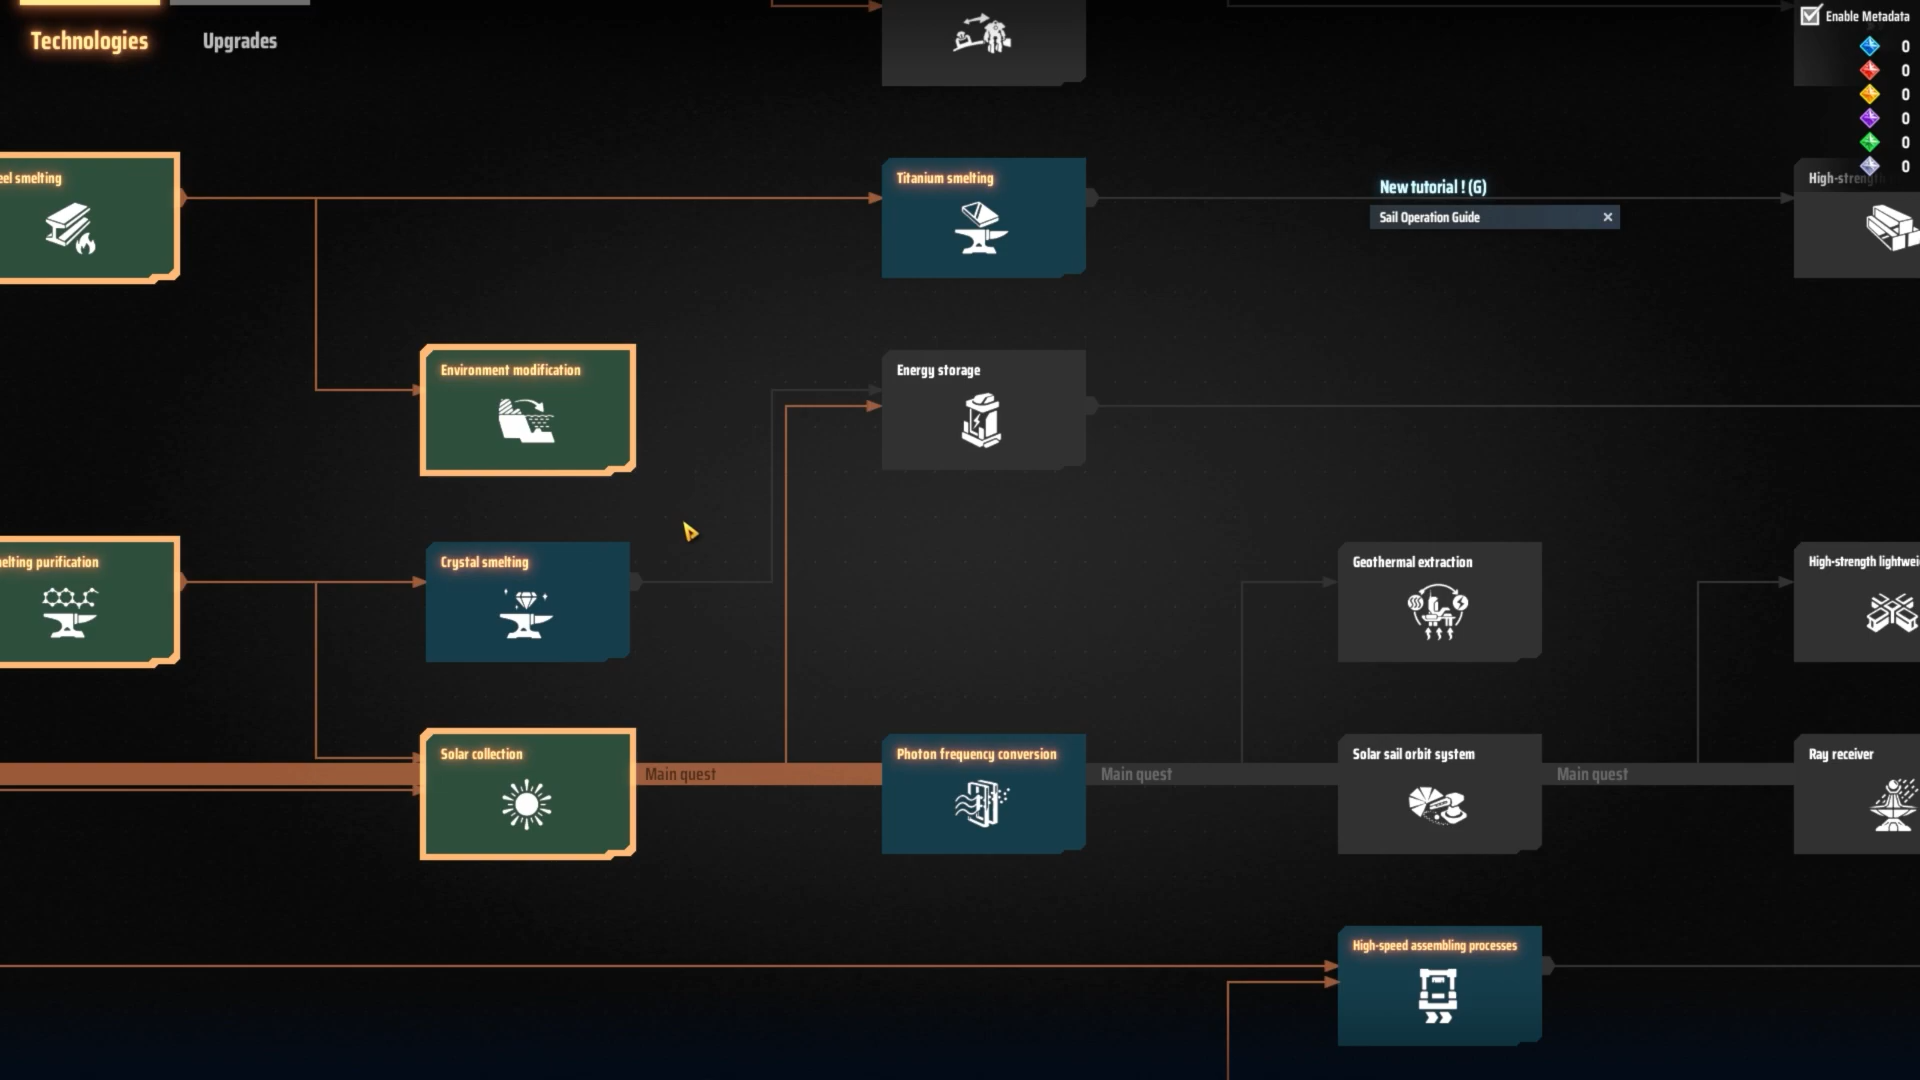 Technologies
Upgrades
Enable Metadata
0
0
0
0
0
0
eel smelting
Titanium smelting
New tutorial ! (G)
Sail Operation Guide
High-strength
Environment modification
Energy storage
elting purification
Crystal smelting
Geothermal extraction
High-strength lightwei
Solar collection
Main quest
Photon frequency conversion
Main quest
Solar sail orbit system
Main quest
Ray receiver
High-speed assembling processes